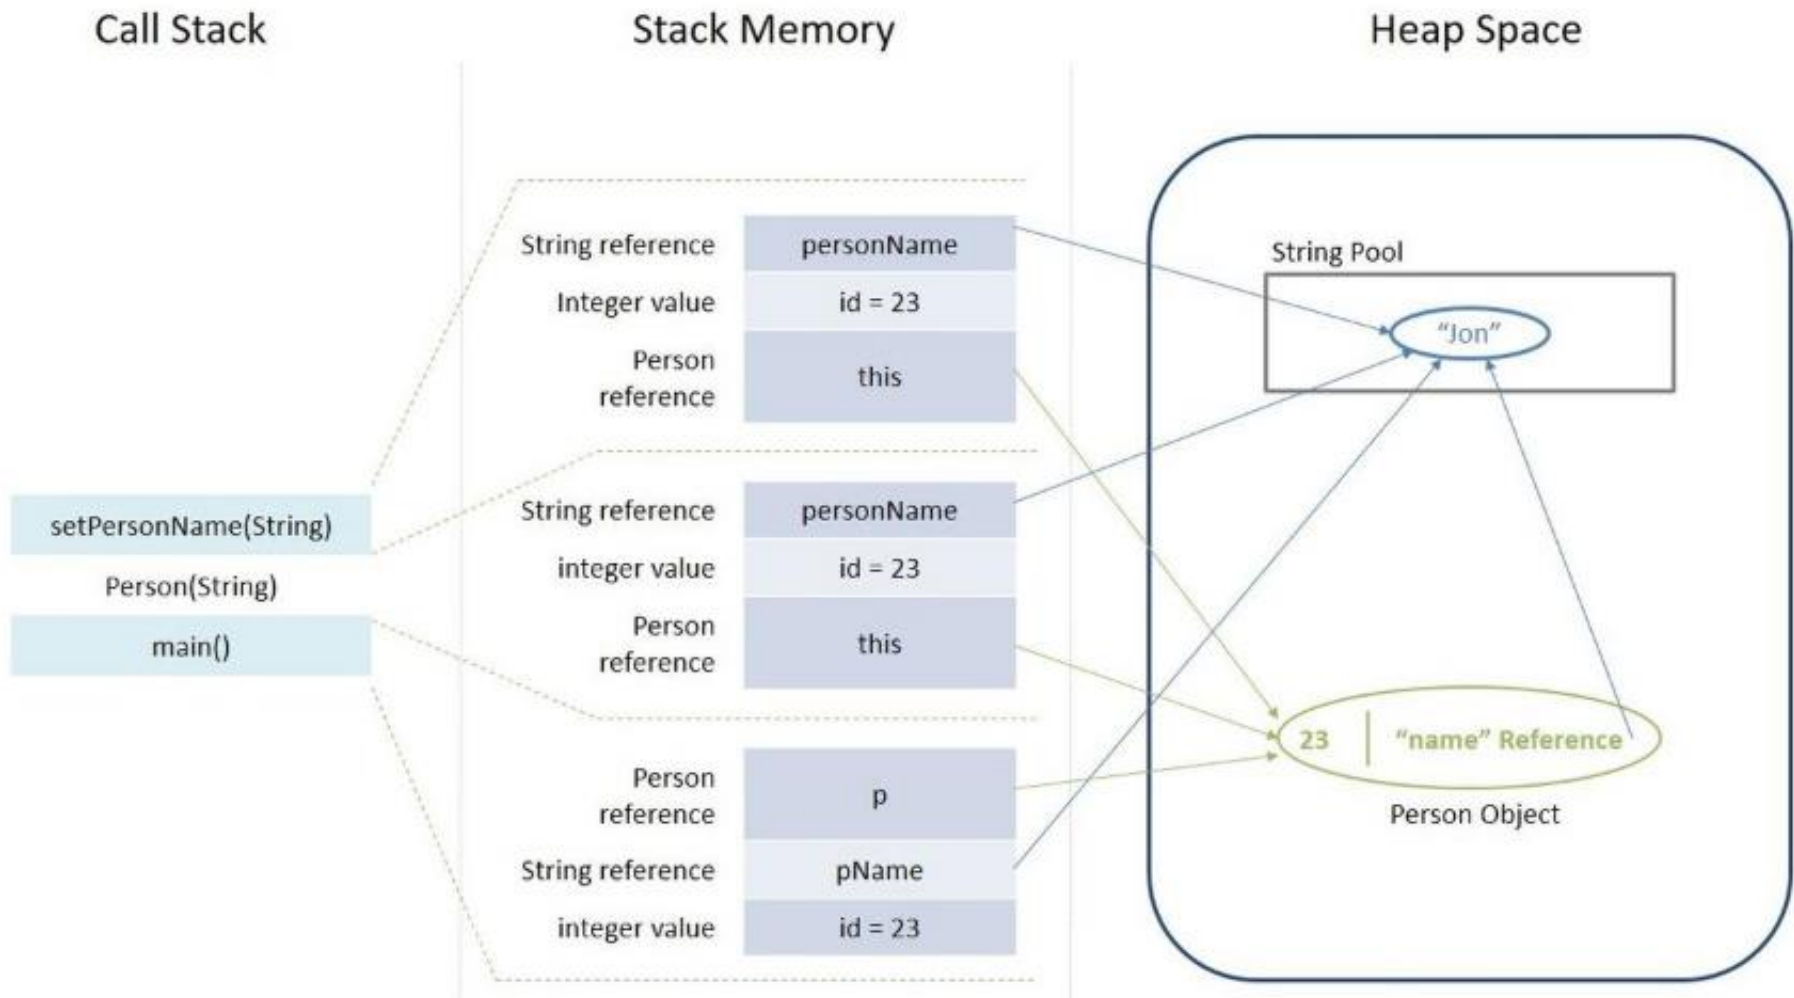 Call Stack
Stack Memory
Heap Space
setPersonName(String)
Person(String)
main()
String reference
personName
Integer value
id = 23
Person
reference
this
String reference
personName
integer value
id = 23
Person
reference
this
Person
reference
p
String reference
pName
integer value
id = 23
String Pool
“Jon”
23
“name” Reference
Person Object